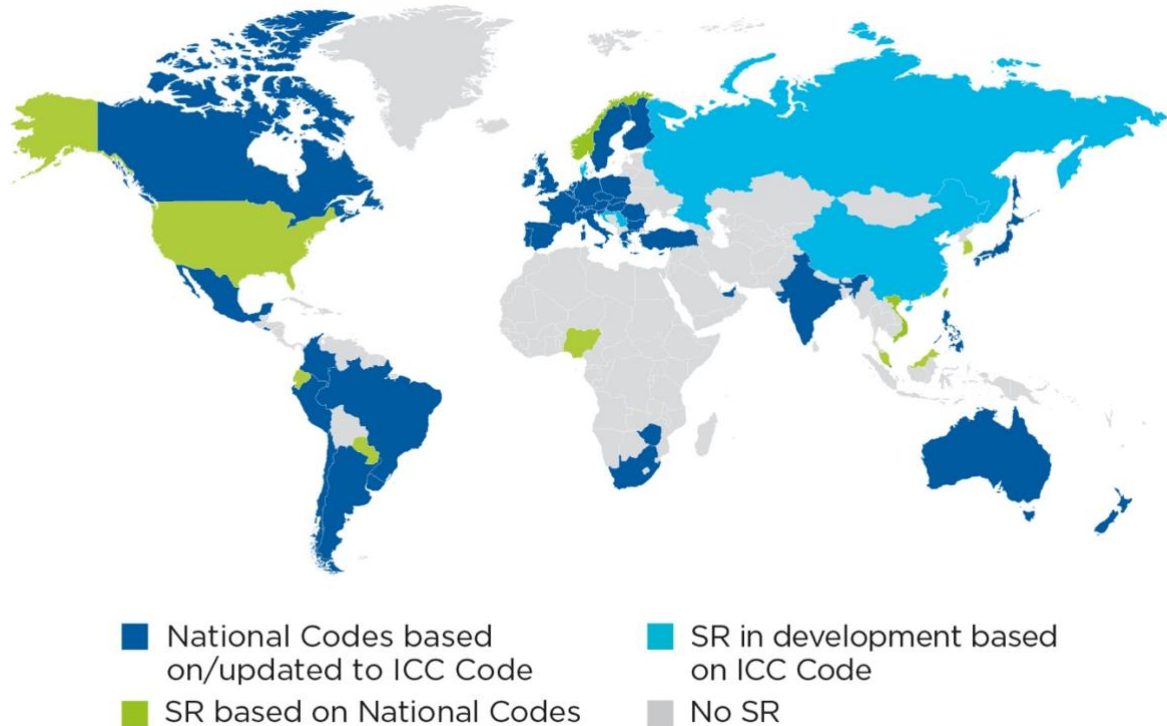 National Codes based
on/updated to ICC Code
SR based on National Codes
SR in development based
on ICC Code
No SR